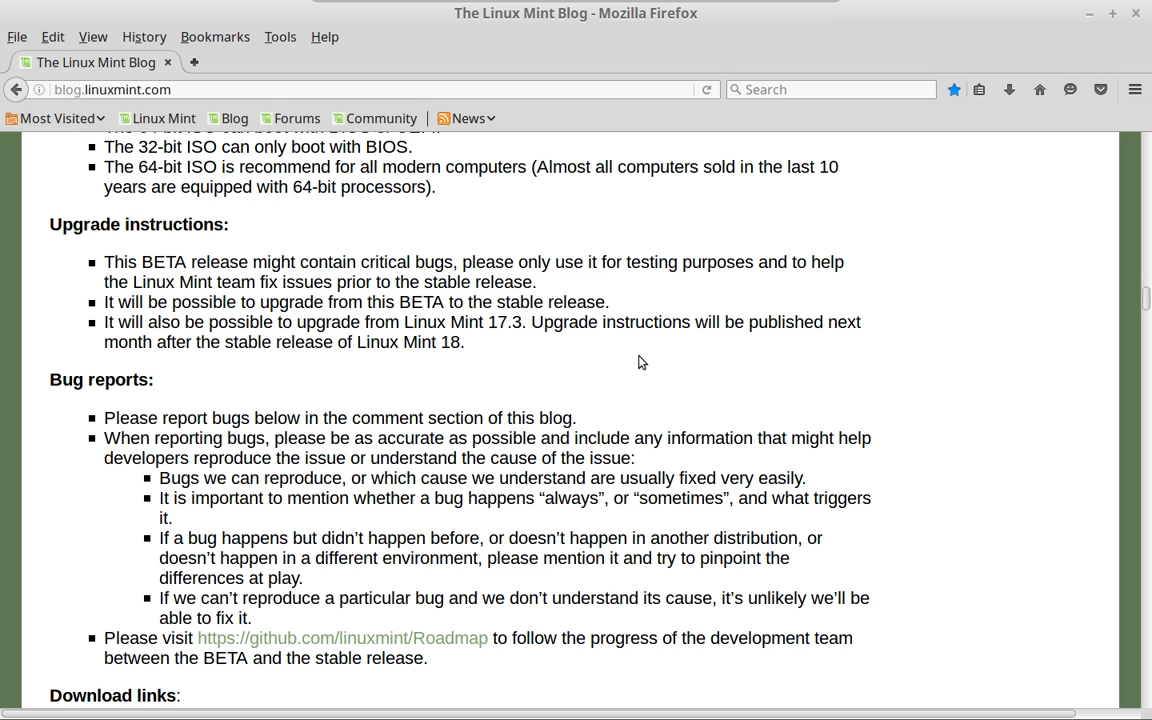 The Linux Mint Blog - Mozilla Firefox
File Edit View History Bookmarks Tools Help
The Linux Mint Blog
blog.linuxmint.com Search
Most Visited Linux Mint Blog Forums Community News
The 32-bit ISO can only boot with BIOS.
The 64-bit ISO is recommend for all modern computers (Almost all computers sold in the last 10
years are equipped with 64-bit processors).
Upgrade instructions:
This BETA release might contain critical bugs, please only use it for testing purposes and to help
the Linux Mint team fix issues prior to the stable release.
It will be possible to upgrade from this BETA to the stable release.
It will also be possible to upgrade from Linux Mint 17.3. Upgrade instructions will be published next
month after the stable release of Linux Mint 18.
Bug reports:
Please report bugs below in the comment section of this blog.
When reporting bugs, please be as accurate as possible and include any information that might help
developers reproduce the issue or understand the cause of the issue:
Bugs we can reproduce, or which cause we understand are usually fixed very easily.
It is important to mention whether a bug happens “always”, or “sometimes”, and what triggers
it.
If a bug happens but didn’t happen before, or doesn’t happen in another distribution, or
doesn’t happen in a different environment, please mention it and try to pinpoint the
differences at play.
If we can’t reproduce a particular bug and we don’t understand its cause, it’s unlikely we’ll be
able to fix it.
Please visit https://github.com/linuxmint/Roadmap to follow the progress of the development team
between the BETA and the stable release.
Download links: